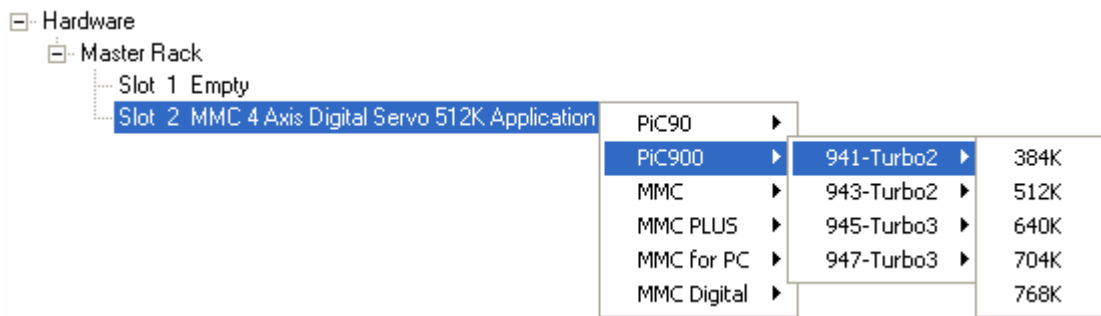 Hardware
Master Rack
Slot 1 Empty
Slot 2 MMC 4 Axis Digital Servo 512K Application
PiC90
PiC900
MMC
MMC PLUS
MMC for PC
MMC Digital
941-Turbo2
943-Turbo2
945-Turbo3
947-Turbo3
384K
512K
640K
704K
768K